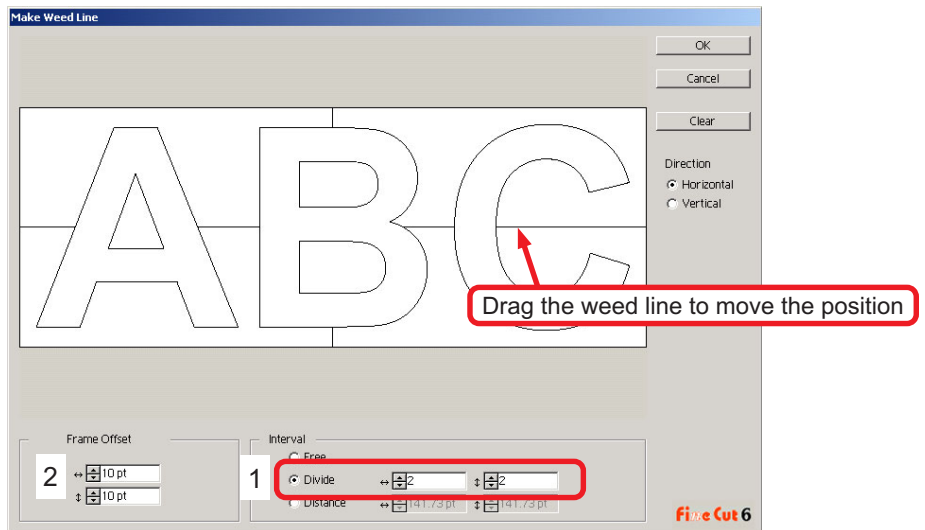 Make Weed Line
OK
Cancel
Clear
Direction
Horizontal
Vertical
ABC
Drag the weed line to move the position
Frame Offset
2
↔ 10 pt
↕ 10 pt
Interval
Free
1
Divide ↔ 2 ↕ 2
Distance ↔ 141.73 pt ↕ 141.73 pt
Fine Cut 6